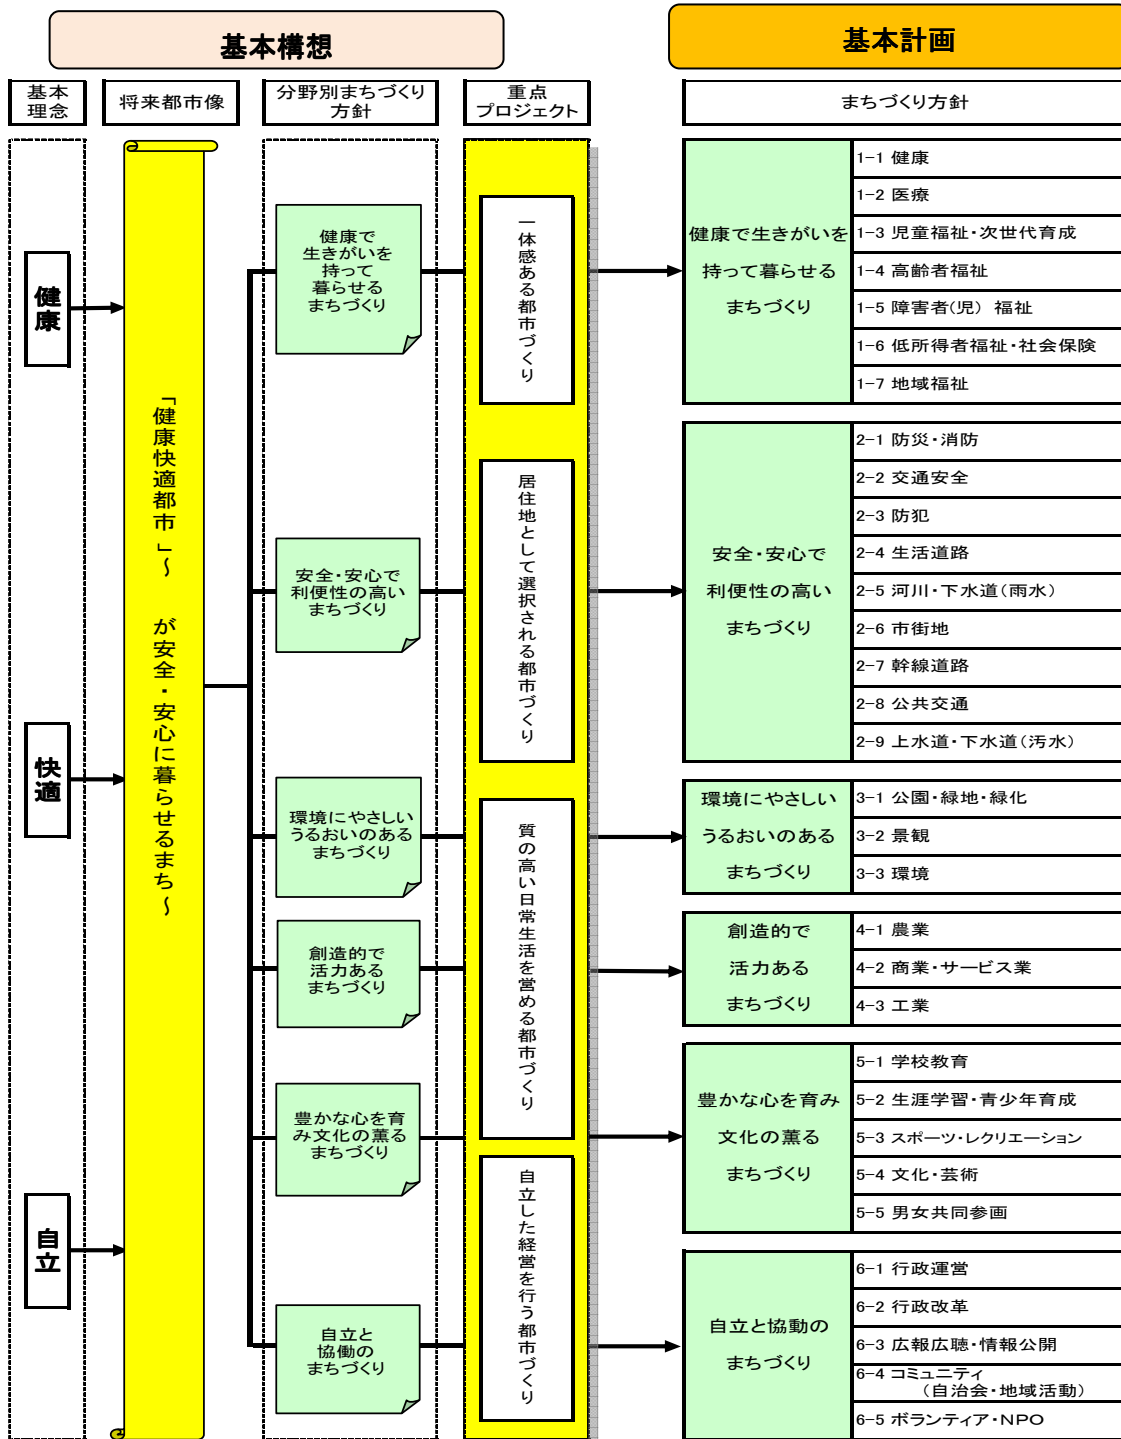 基本構想
基本計画
基本
理念
将来都市像
分野別まちづくり
方針
重点
プロジェクト
まちづくり方針
健康
快適
自立
「健康快適都市」～　が安全・安心に暮らせるまち～
健康で
生きがいを
持って
暮らせる
まちづくり
安全・安心で
利便性の高い
まちづくり
環境にやさしい
うるおいのある
まちづくり
創造的で
活力ある
まちづくり
豊かな心を育
み文化の薫る
まちづくり
自立と
協働の
まちづくり
一体感ある都市づくり
居住地として選択される都市づくり
質の高い日常生活を営める都市づくり
自立した経営を行う都市づくり
健康で生きがいを
持って暮らせる
まちづくり
1-1 健康
1-2 医療
1-3 児童福祉・次世代育成
1-4 高齢者福祉
1-5 障害者(児) 福祉
1-6 低所得者福祉・社会保険
1-7 地域福祉
安全・安心で
利便性の高い
まちづくり
2-1 防災・消防
2-2 交通安全
2-3 防犯
2-4 生活道路
2-5 河川・下水道(雨水)
2-6 市街地
2-7 幹線道路
2-8 公共交通
2-9 上水道・下水道(汚水)
環境にやさしい
うるおいのある
まちづくり
3-1 公園・緑地・緑化
3-2 景観
3-3 環境
創造的で
活力ある
まちづくり
4-1 農業
4-2 商業・サービス業
4-3 工業
豊かな心を育み
文化の薫る
まちづくり
5-1 学校教育
5-2 生涯学習・青少年育成
5-3 スポーツ・レクリエーション
5-4 文化・芸術
5-5 男女共同参画
自立と協動の
まちづくり
6-1 行政運営
6-2 行政改革
6-3 広報広聴・情報公開
6-4 コミュニティ
(自治会・地域活動)
6-5 ボランティア・NPO